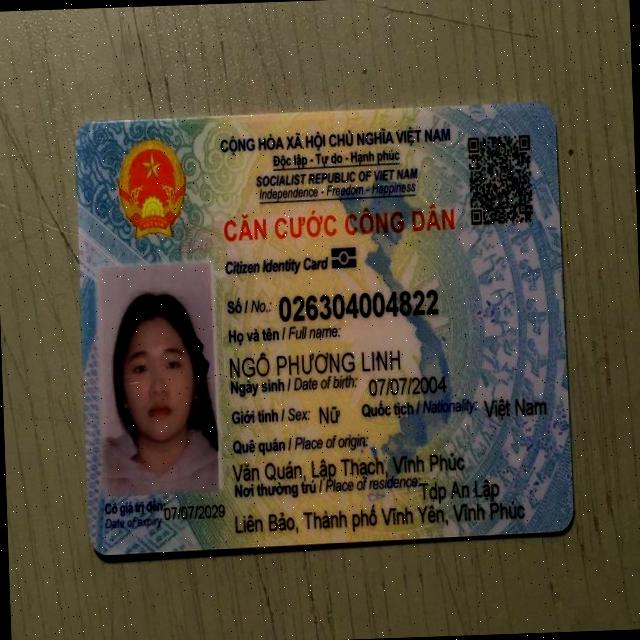 CỘNG HÒA XÃ HỘI CHỦ NGHĨA VIỆT NAM
Độc lập - Tự do - Hạnh phúc
SOCIALIST REPUBLIC OF VIET NAM
Independence - Freedom - Happiness
CĂN CƯỚC CÔNG DÂN
Citizen Identity Card
Số / No.: 026304004822
Họ và tên / Full name:
NGÔ PHƯƠNG LINH
Ngày sinh / Date of birth: 07/07/2004
Giới tính / Sex: Nữ Quốc tịch / Nationality: Việt Nam
Quê quán / Place of origin:
Văn Quán, Lập Thạch, Vĩnh Phúc
Nơi thường trú / Place of residence: Tdp An Lập
Liên Bảo, Thành phố Vĩnh Yên, Vĩnh Phúc
Có giá trị đến: 07/07/2029
Date of expiry